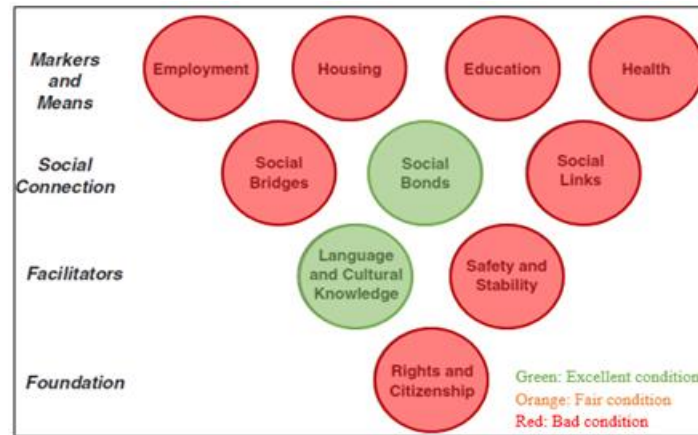 Markers
and
Means
Employment
Housing
Education
Health
Social
Connection
Social
Bridges
Social
Bonds
Social
Links
Facilitators
Language
and Cultural
Knowledge
Safety and
Stability
Foundation
Rights and
Citizenship
Green: Excellent condition
Orange: Fair condition
Red: Bad condition